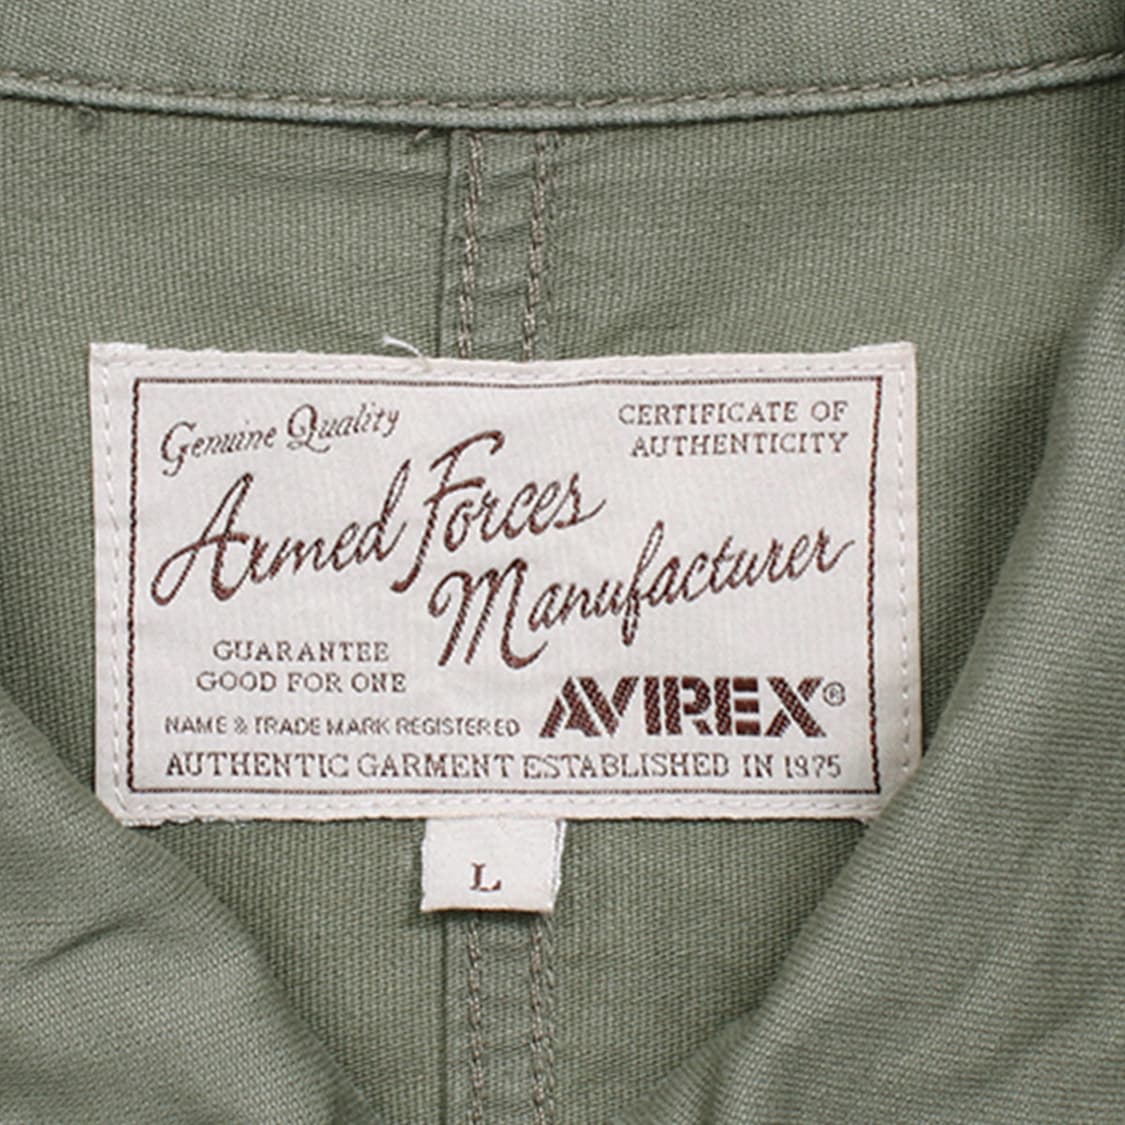 Genuine Quality
CERTIFICATE OF
AUTHENTICITY
Armed Forces
Manufacturer
GUARANTEE
GOOD FOR ONE
AVIREX®
NAME & TRADE MARK REGISTERED
AUTHENTIC GARMENT ESTABLISHED IN 1975
L